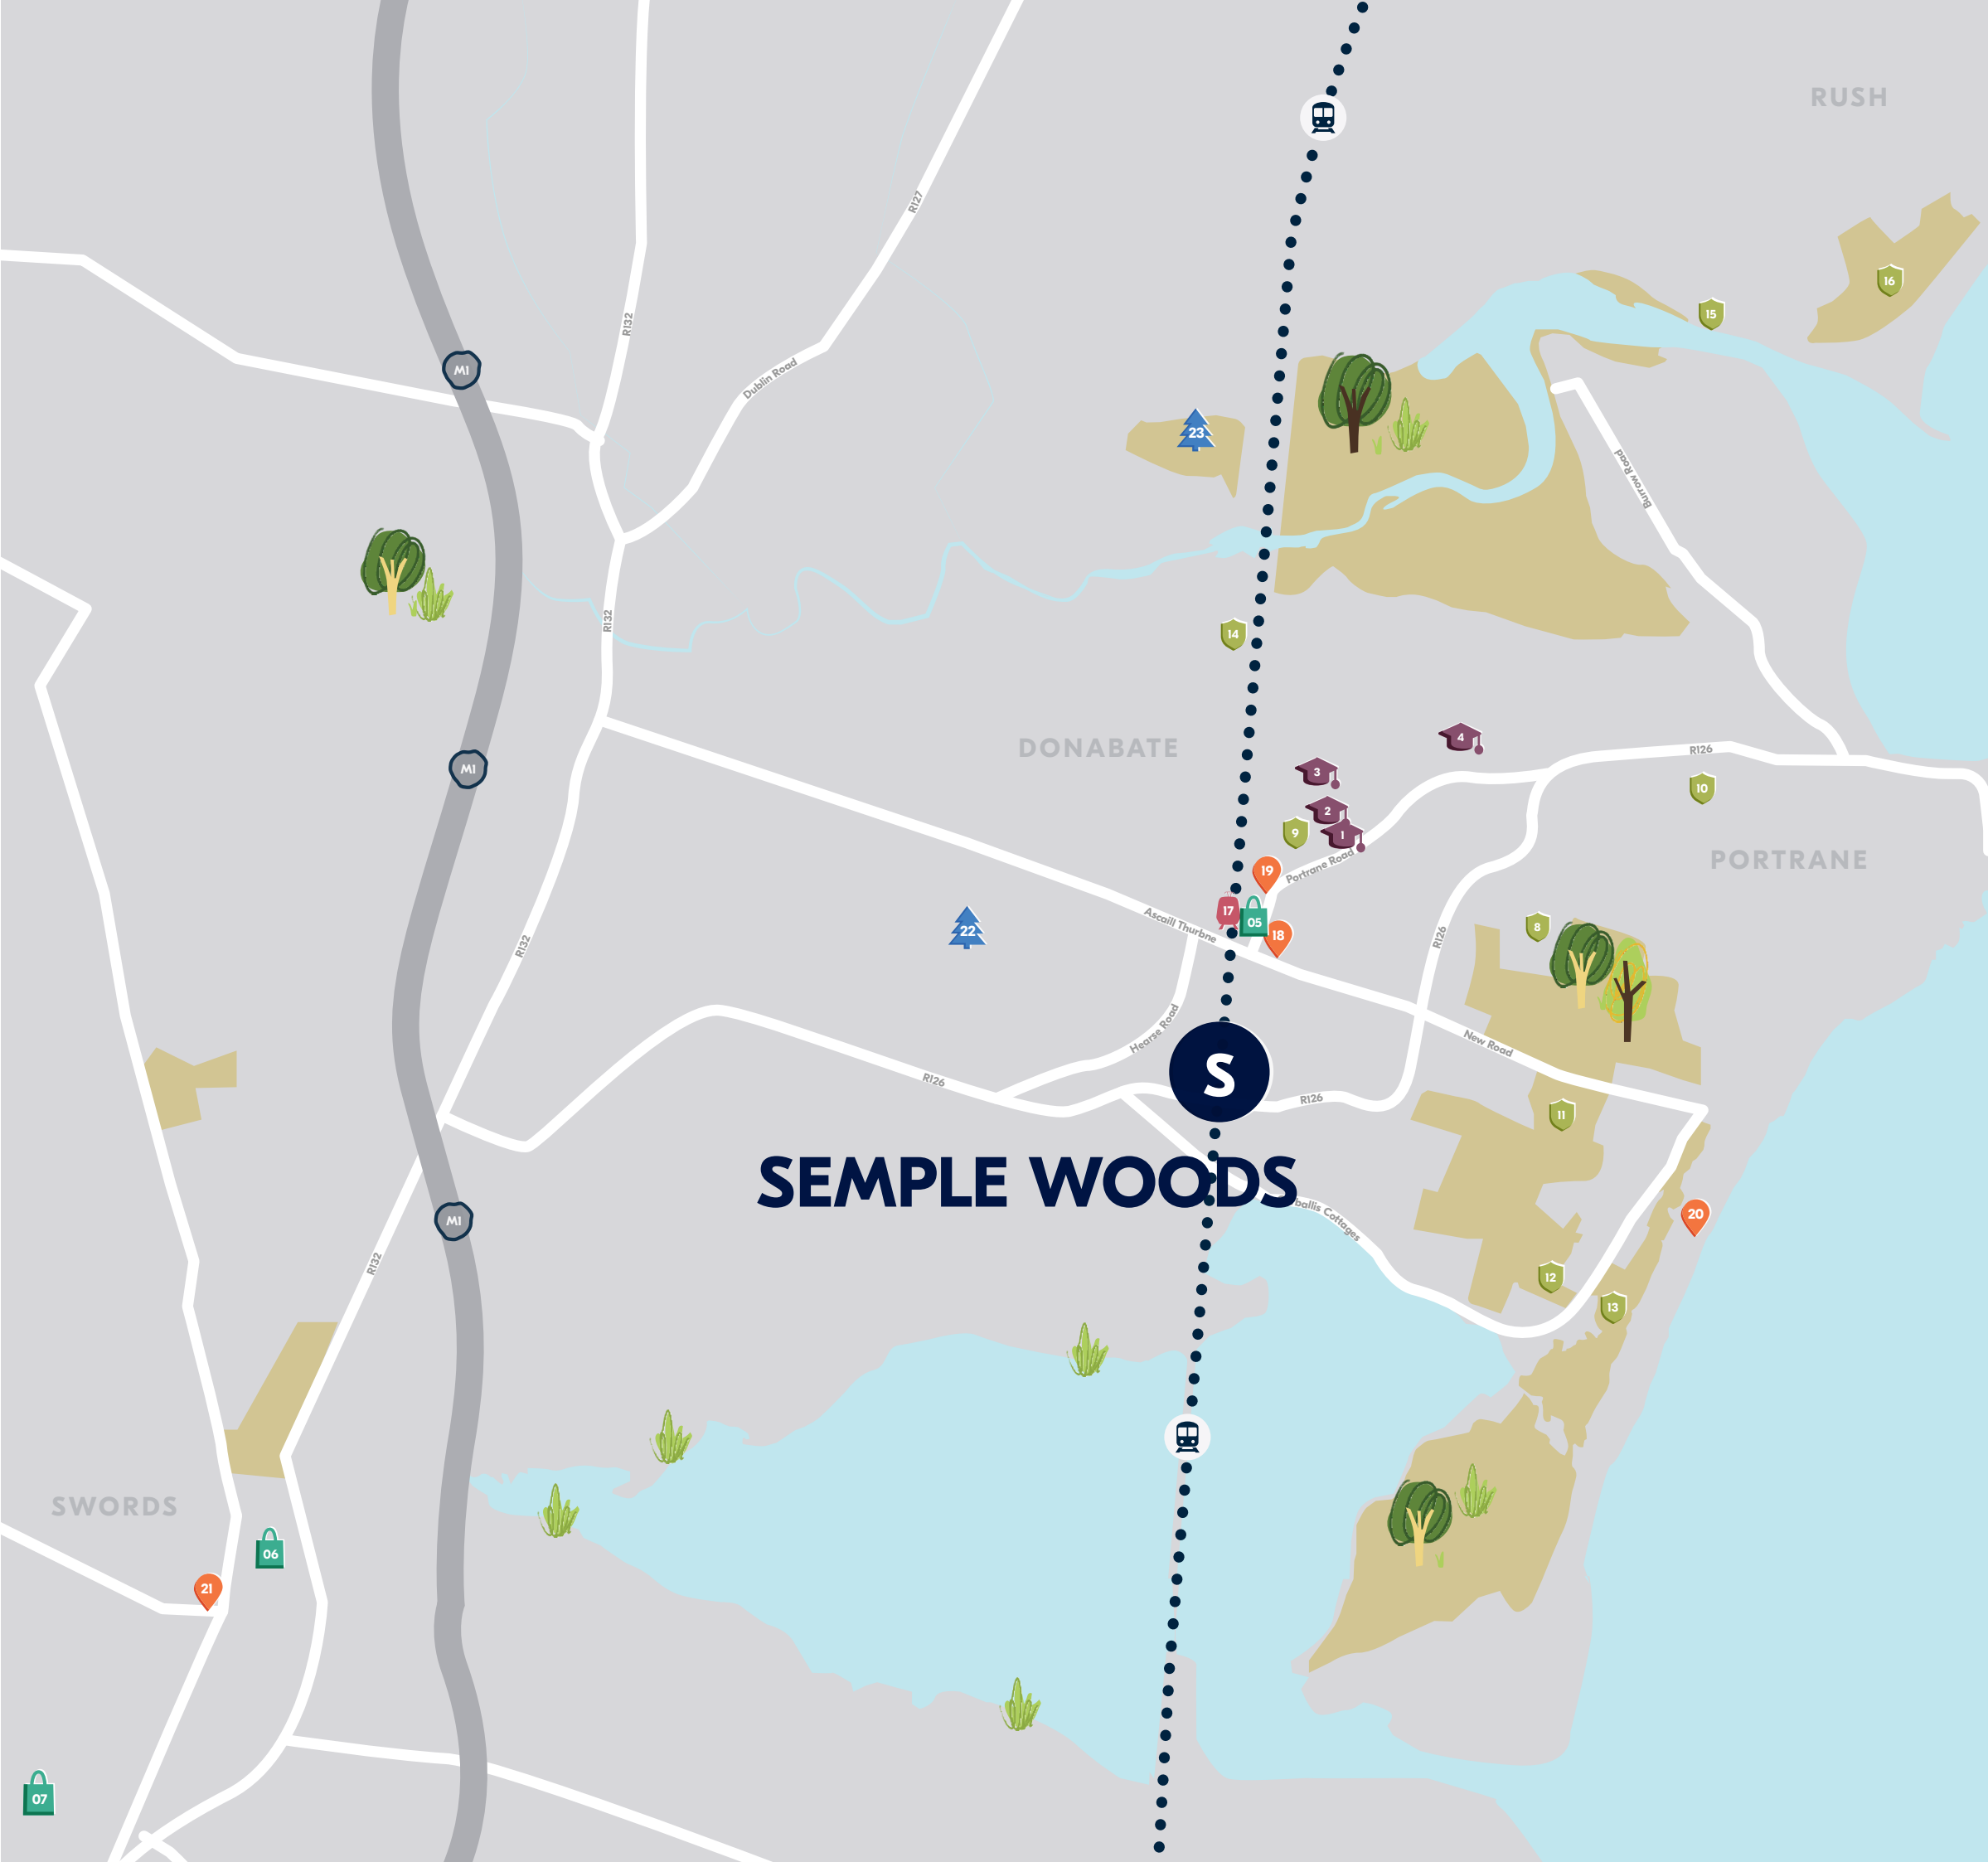 RUSH
R127
16
15
R132
M1
Dublin Road
23
Burrow Road
R132
14
4
DONABATE
R126
M1
3
10
2
9
1
PORTRANE
Portrane Road
19
17
05
18
Ascaill Thurbne
22
8
R132
R126
Hearse Road
New Road
S
R126
R126
11
SEMPLE WOODS
ballis Cottages
20
M1
R132
12
13
SWORDS
06
21
07